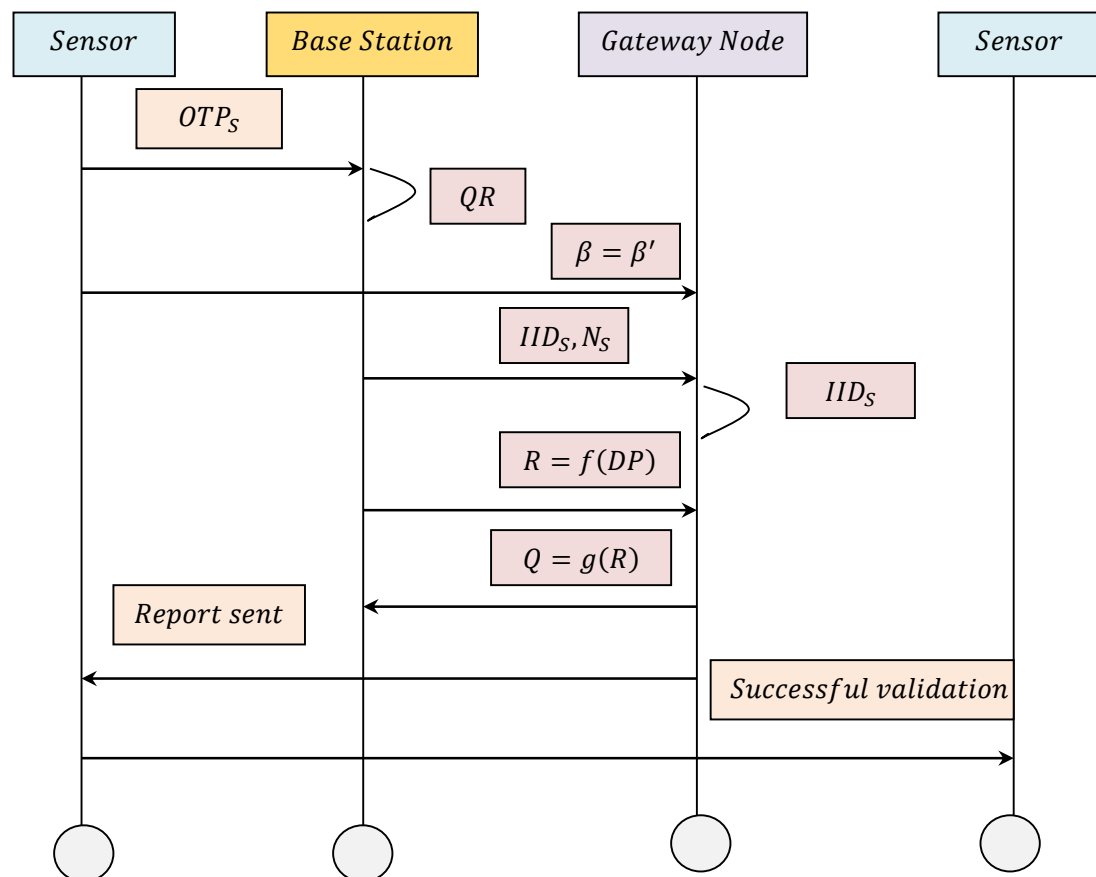 Sensor
Base Station
Gateway Node
Sensor
OTP_S
QR
β = β′
IID_S, N_S
IID_S
R = f(DP)
Q = g(R)
Report sent
Successful validation